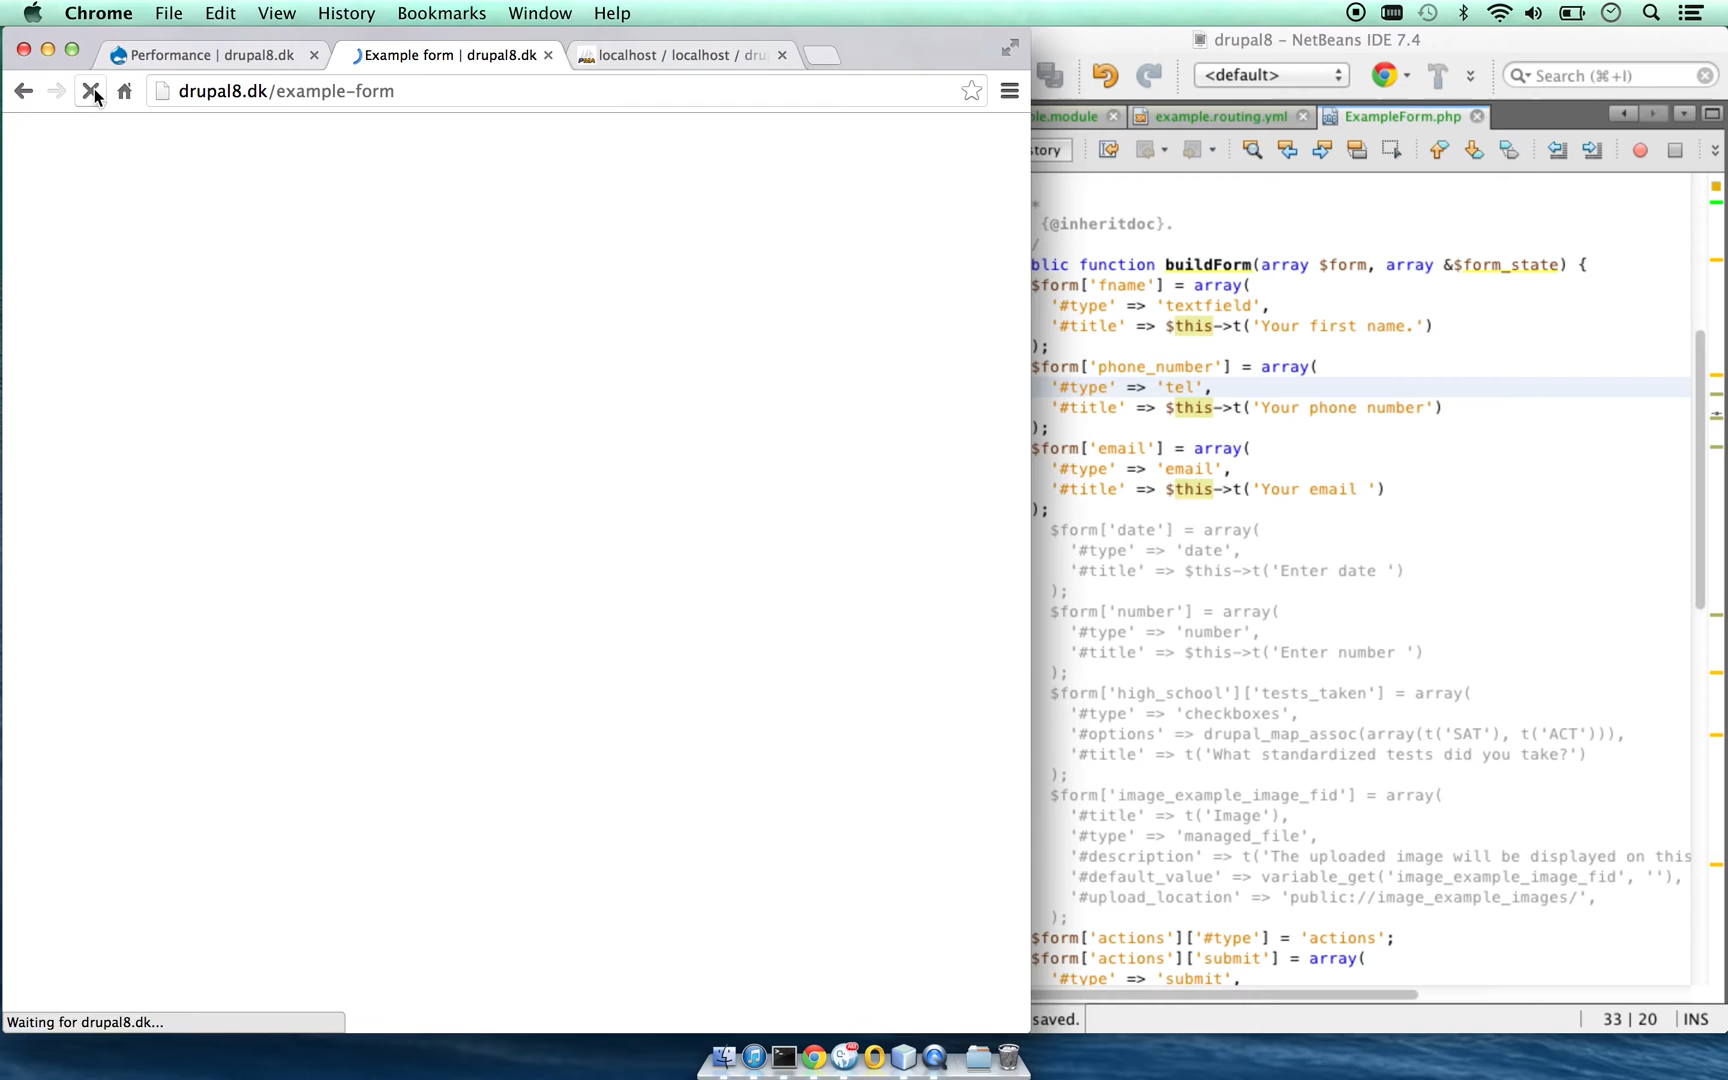 Chrome File Edit View History Bookmarks Window Help
drupal8 – NetBeans IDE 7.4
Performance | drupal8.dk
Example form | drupal8.dk
localhost / localhost / dru
drupal8.dk/example-form
<default>
Search (⌘+I)
le.module
example.routing.yml
ExampleForm.php
story
*
{@inheritdoc}.
/
blic function buildForm(array $form, array &$form_state) {
$form['fname'] = array(
'#type' => 'textfield',
'#title' => $this->t('Your first name.')
);
$form['phone_number'] = array(
'#type' => 'tel',
'#title' => $this->t('Your phone number')
);
$form['email'] = array(
'#type' => 'email',
'#title' => $this->t('Your email ')
);
$form['date'] = array(
'#type' => 'date',
'#title' => $this->t('Enter date ')
);
$form['number'] = array(
'#type' => 'number',
'#title' => $this->t('Enter number ')
);
$form['high_school']['tests_taken'] = array(
'#type' => 'checkboxes',
'#options' => drupal_map_assoc(array(t('SAT'), t('ACT'))),
'#title' => t('What standardized tests did you take?')
);
$form['image_example_image_fid'] = array(
'#title' => t('Image'),
'#type' => 'managed_file',
'#description' => t('The uploaded image will be displayed on this
'#default_value' => variable_get('image_example_image_fid', ''),
'#upload_location' => 'public://image_example_images/',
);
$form['actions']['#type'] = 'actions';
$form['actions']['submit'] = array(
'#type' => 'submit',
Waiting for drupal8.dk...
saved.
33 | 20
INS